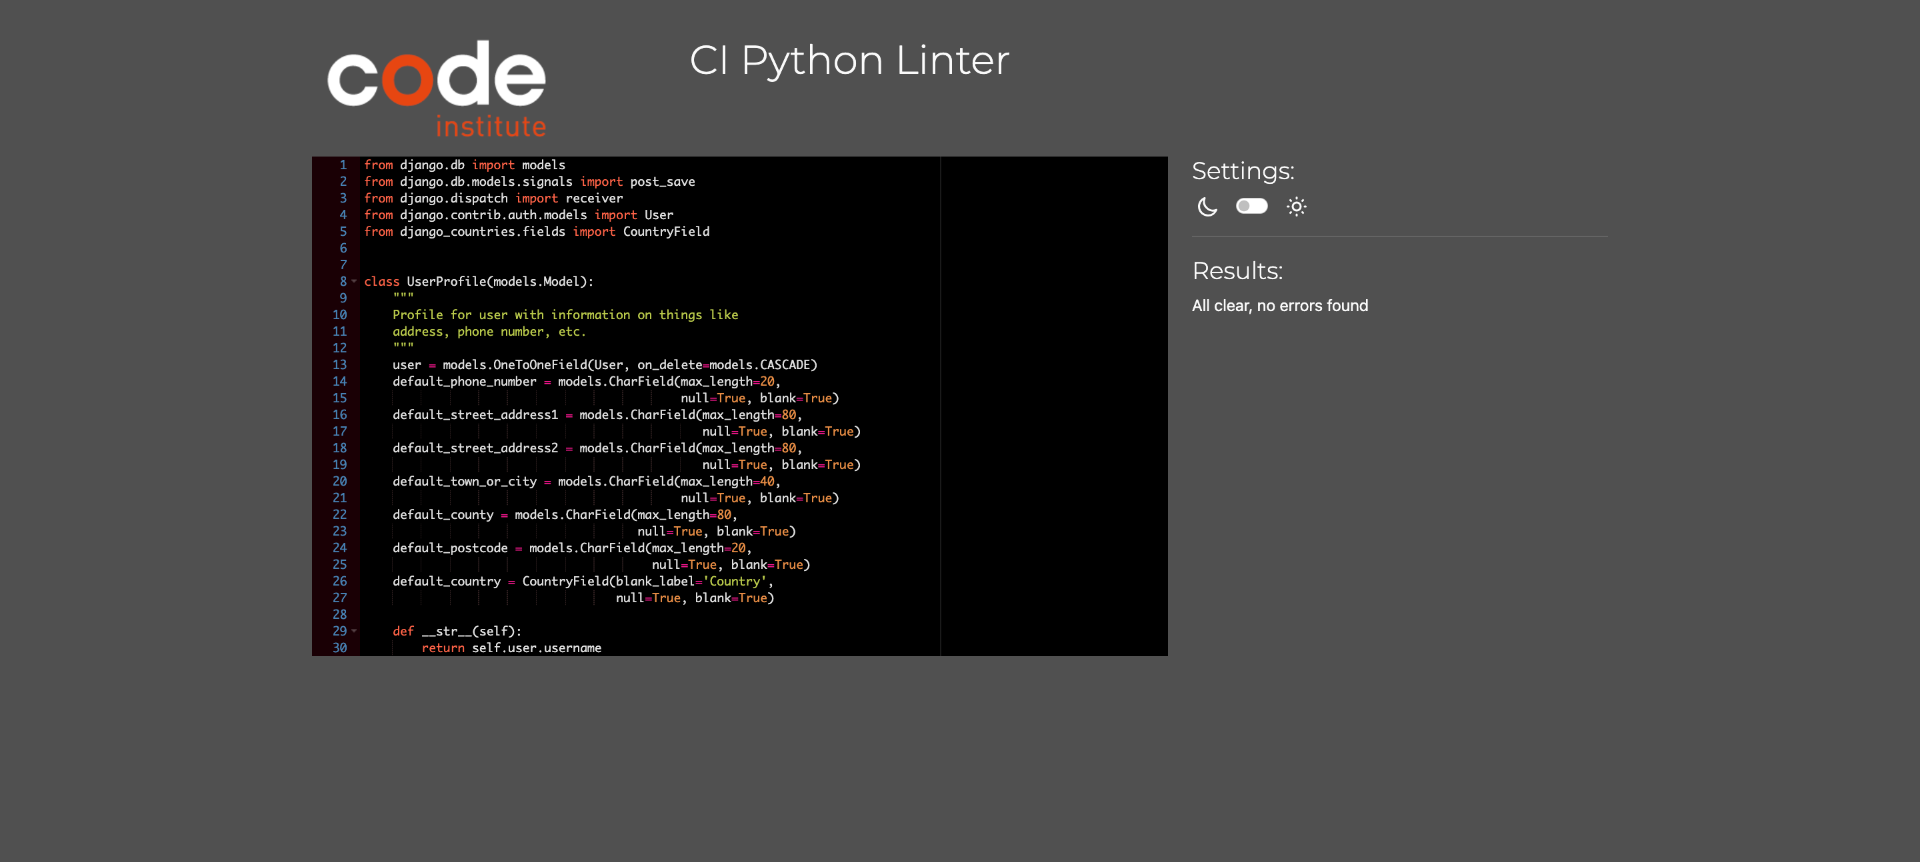 code
institute
CI Python Linter
1 from django.db import models
2 from django.db.models.signals import post_save
3 from django.dispatch import receiver
4 from django.contrib.auth.models import User
5 from django_countries.fields import CountryField
6
7
8 class UserProfile(models.Model):
9     """
10     Profile for user with information on things like
11     address, phone number, etc.
12     """
13     user = models.OneToOneField(User, on_delete=models.CASCADE)
14     default_phone_number = models.CharField(max_length=20,
15                                             null=True, blank=True)
16     default_street_address1 = models.CharField(max_length=80,
17                                                null=True, blank=True)
18     default_street_address2 = models.CharField(max_length=80,
19                                                null=True, blank=True)
20     default_town_or_city = models.CharField(max_length=40,
21                                             null=True, blank=True)
22     default_county = models.CharField(max_length=80,
23                                       null=True, blank=True)
24     default_postcode = models.CharField(max_length=20,
25                                         null=True, blank=True)
26     default_country = CountryField(blank_label='Country',
27                                    null=True, blank=True)
28
29     def __str__(self):
30         return self.user.username
Settings:
Results:
All clear, no errors found